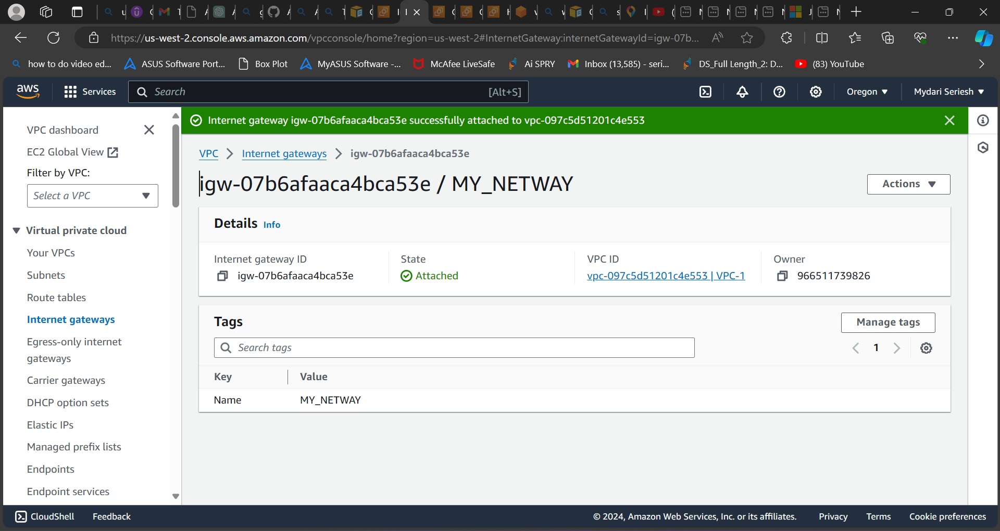 https://us-west-2.console.aws.amazon.com/vpcconsole/home?region=us-west-2#InternetGateway:internetGatewayId=igw-07b...
how to do video ed...
ASUS Software Port...
Box Plot
MyASUS Software -...
McAfee LiveSafe
Ai SPRY
Inbox (13,585) - seri...
DS_Full Length_2: D...
(83) YouTube
aws
Services
Search
[Alt+S]
Oregon
Mydari Seriesh
VPC dashboard
EC2 Global View
Filter by VPC:
Select a VPC
Virtual private cloud
Your VPCs
Subnets
Route tables
Internet gateways
Egress-only internet
gateways
Carrier gateways
DHCP option sets
Elastic IPs
Managed prefix lists
Endpoints
Endpoint services
Internet gateway igw-07b6afaaca4bca53e successfully attached to vpc-097c5d51201c4e553
VPC
Internet gateways
igw-07b6afaaca4bca53e
igw-07b6afaaca4bca53e / MY_NETWAY
Actions
Details Info
Internet gateway ID
igw-07b6afaaca4bca53e
State
Attached
VPC ID
vpc-097c5d51201c4e553 | VPC-1
Owner
966511739826
Tags
Manage tags
Search tags
1
Key
Value
Name
MY_NETWAY
CloudShell
Feedback
© 2024, Amazon Web Services, Inc. or its affiliates.
Privacy
Terms
Cookie preferences